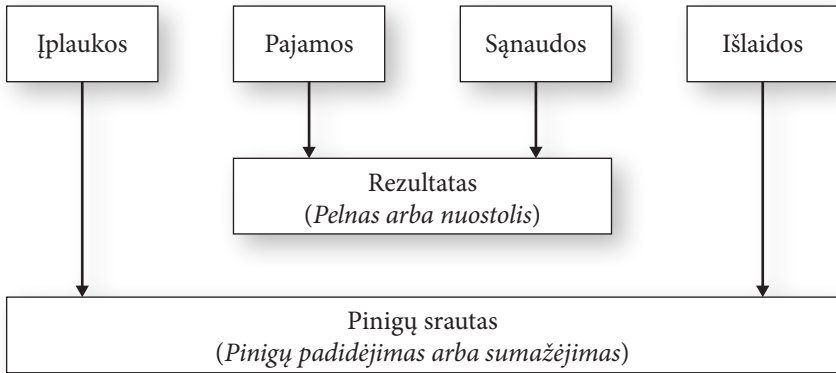 Įplaukos
Pajamos
Sąnaudos
Išlaidos
Rezultatas
(Pelnas arba nuostolis)
Pinigų srautas
(Pinigų padidėjimas arba sumažėjimas)